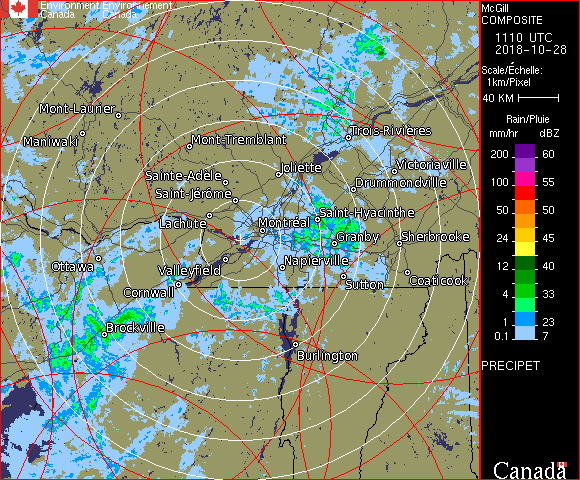 Environment Environnement
Canada Canada
McGill
COMPOSITE
1110 UTC
2018-10-28
Scale/Échelle:
1km/Pixel
40 KM
Rain/Pluie
mm/hr dBZ
200 60
150 57
100 55
50 50
24 45
12 40
4 33
1 23
0.1 7
PRECIPET
Canada
Mont-Laurier
Maniwaki
Mont-Tremblant
Trois-Rivières
Joliette
Victoriaville
Sainte-Adèle
Drummondville
Saint-Jérôme
Saint-Hyacinthe
Lachute
Montréal
Granby
Sherbrooke
Ottawa
Napierville
Valleyfield
Coaticook
Cornwall
Sutton
Brockville
Burlington